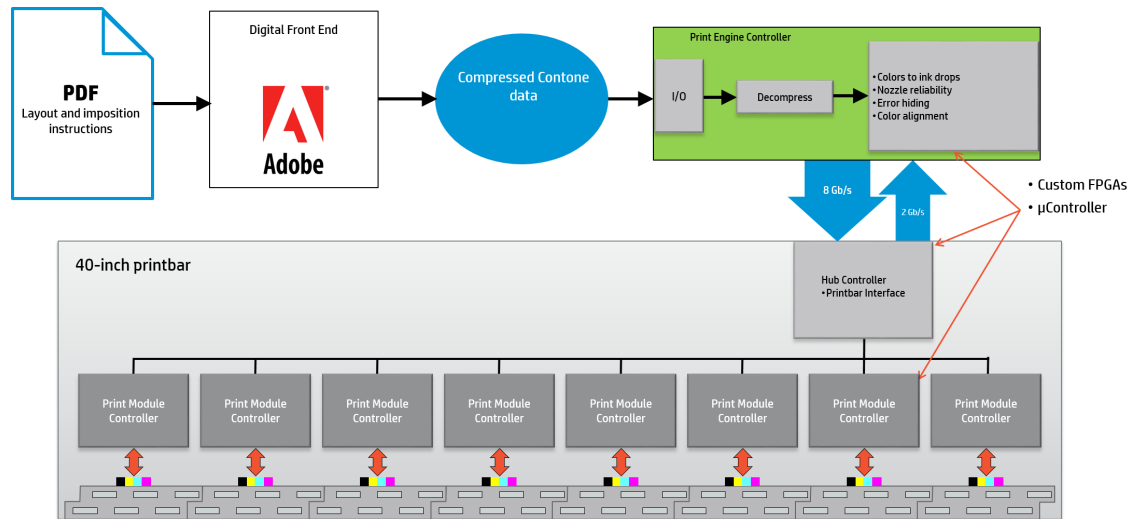 PDF
Layout and imposition
instructions
Digital Front End
Adobe
®
Compressed Contone
data
Print Engine Controller
I/O
Decompress
• Colors to ink drops
• Nozzle reliability
• Error hiding
• Color alignment
8 Gb/s
2 Gb/s
• Custom FPGAs
• µController
40-inch printbar
Hub Controller
• Printbar Interface
Print Module
Controller
Print Module
Controller
Print Module
Controller
Print Module
Controller
Print Module
Controller
Print Module
Controller
Print Module
Controller
Print Module
Controller